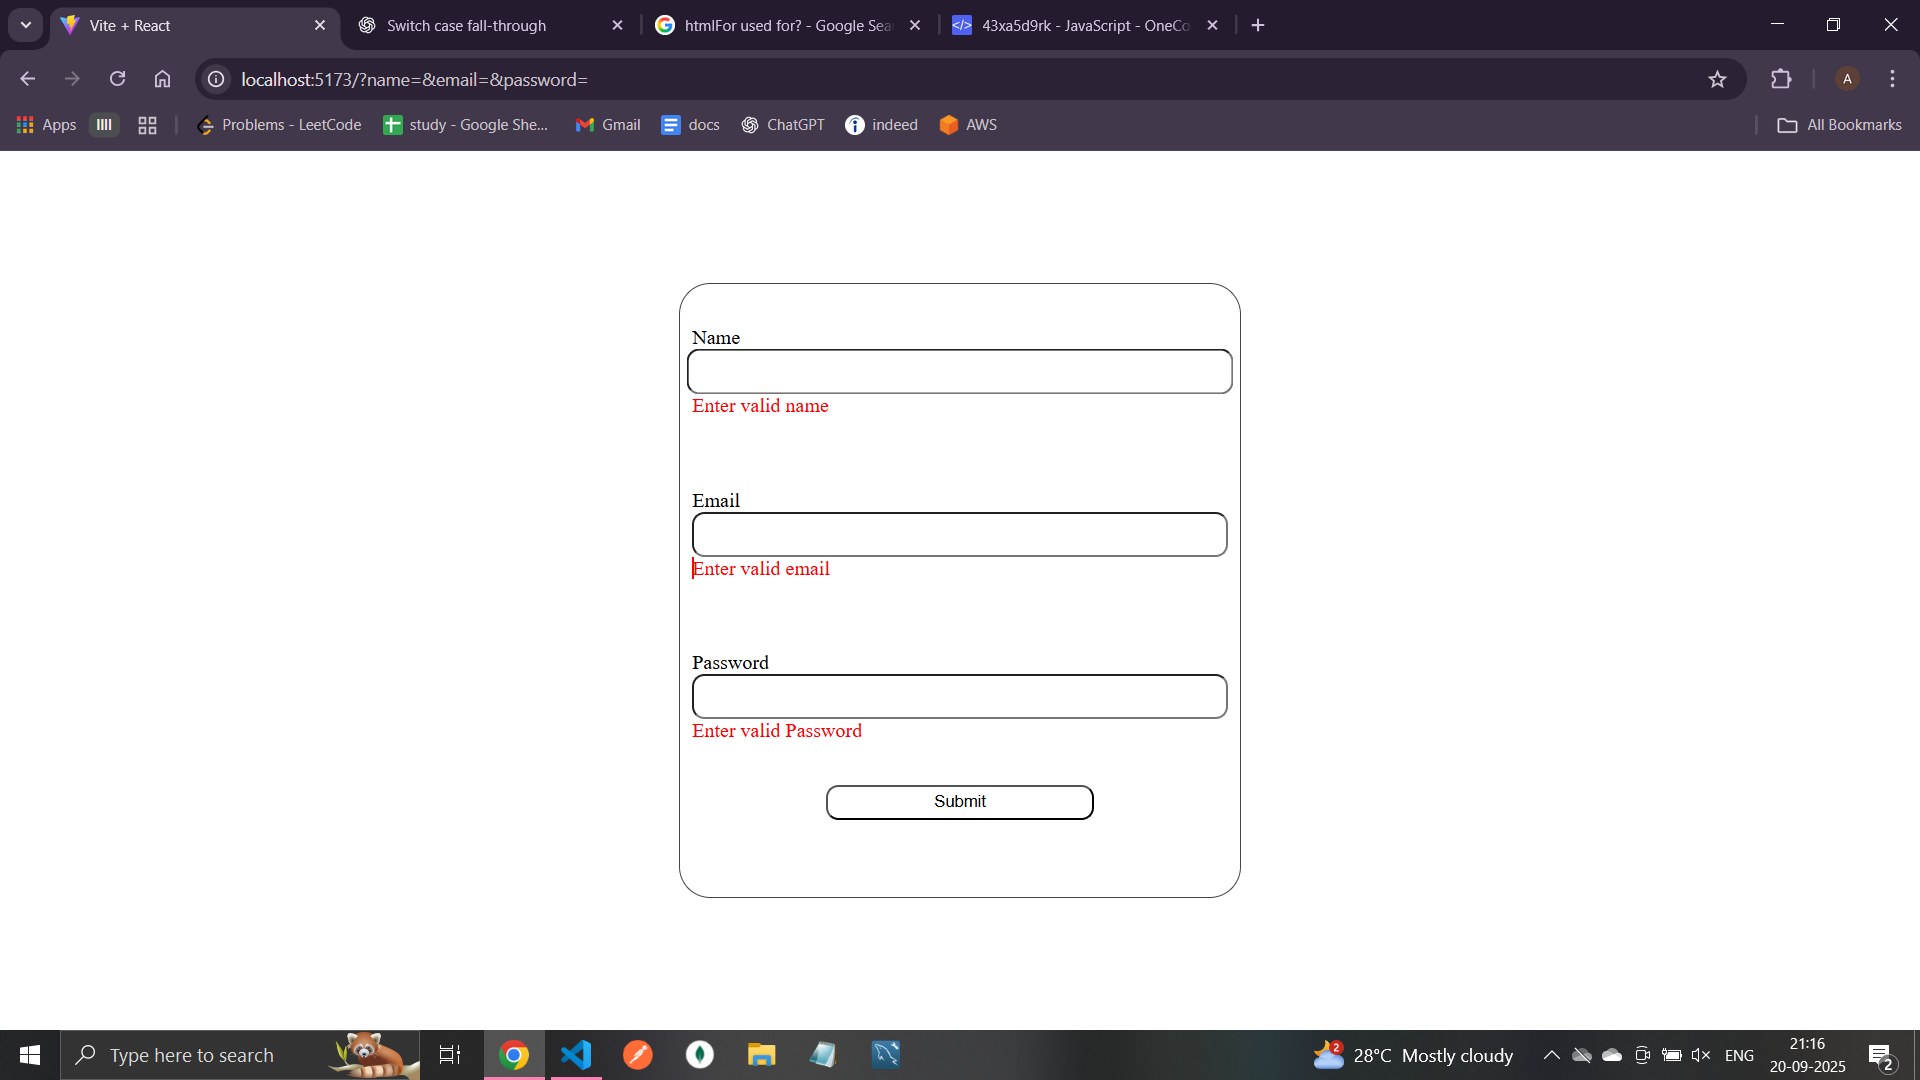 Vite + React
Switch case fall-through
htmlFor used for? - Google Sea
43xa5d9rk - JavaScript - OneCo
localhost:5173/?name=&email=&password=
A
Apps
Problems - LeetCode
study - Google She...
Gmail
docs
ChatGPT
indeed
AWS
All Bookmarks
Name
Enter valid name
Email
Enter valid email
Password
Enter valid Password
Submit
Type here to search
2
28°C Mostly cloudy
ENG
21:16
20-09-2025
2